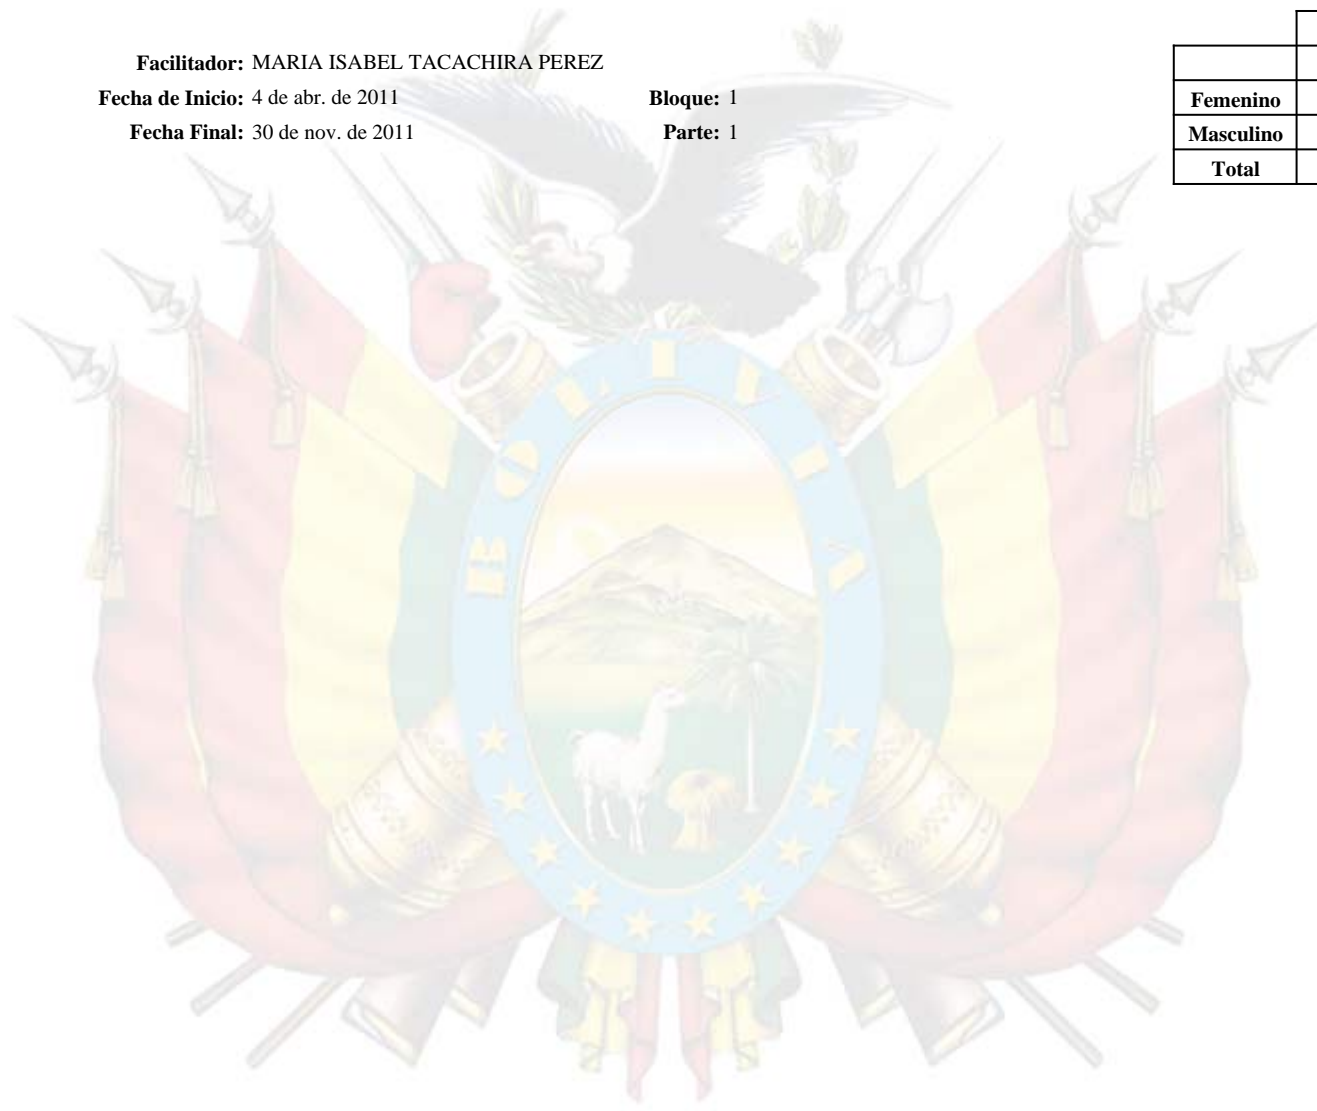 Facilitador: MARIA ISABEL TACACHIRA PEREZ
Fecha de Inicio: 4 de abr. de 2011 Bloque: 1
Fecha Final: 30 de nov. de 2011 Parte: 1
Femenino
Masculino
Total
BOLIVIA